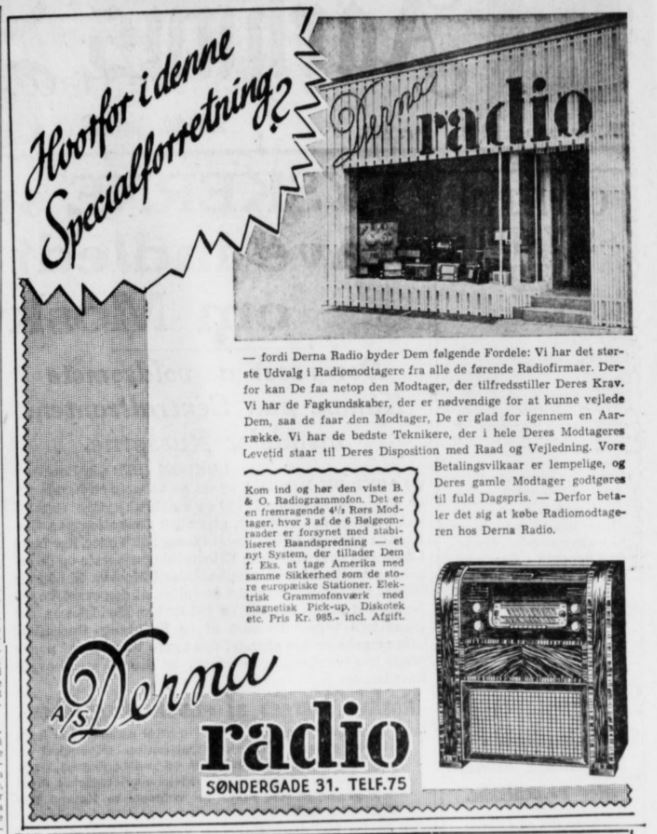 Hvorfor i denne
Specialforretning?
Derna
radio
— fordi Derna Radio byder Dem følgende Fordele: Vi har det stør-
ste Udvalg i Radiomodtagere fra alle de førende Radiofirmaer. Der-
for kan De faa netop den Modtager, der tilfredsstiller Deres Krav.
Vi har de Fagkundskaber, der er nødvendige for at kunne vejlede
Dem, saa de faar den Modtager, De er glad for igennem en Aar-
række. Vi har de bedste Teknikere, der i hele Deres Modtageres
Levetid staar til Deres Disposition med Raad og Vejledning. Vore
Betalingsvilkaar er lempelige, og
Deres gamle Modtager godtgøres
til fuld Dagspris. — Derfor beta-
ler det sig at købe Radiomodtage-
ren hos Derna Radio.
Kom ind og hør den viste B.
& O. Radiogrammofon. Det er
en fremragende 4½ Rørs Mod-
tager, hvor 3 af de 6 Bølgeom-
raader er forsynet med stabi-
liseret Baandspredning — et
nyt System, der tillader Dem
f. Eks. at tage Amerika med
samme Sikkerhed som de sto-
re europæiske Stationer. Elek-
trisk Grammofonværk med
magnetisk Pick-up, Diskotek
etc. Pris Kr. 985.- incl. Afgift.
A/S Derna
radio
SØNDERGADE 31. TELF. 75